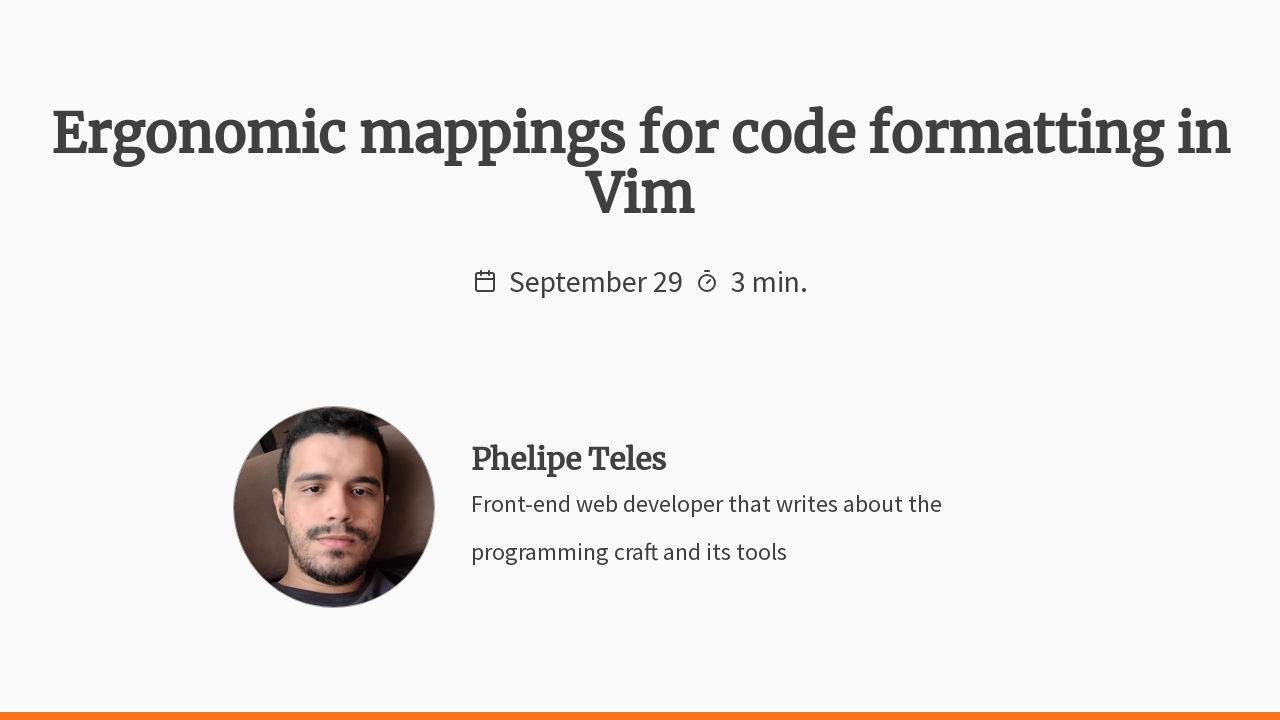 Ergonomic mappings for code formatting in
Vim
September 29 3 min.
Phelipe Teles
Front-end web developer that writes about the
programming craft and its tools